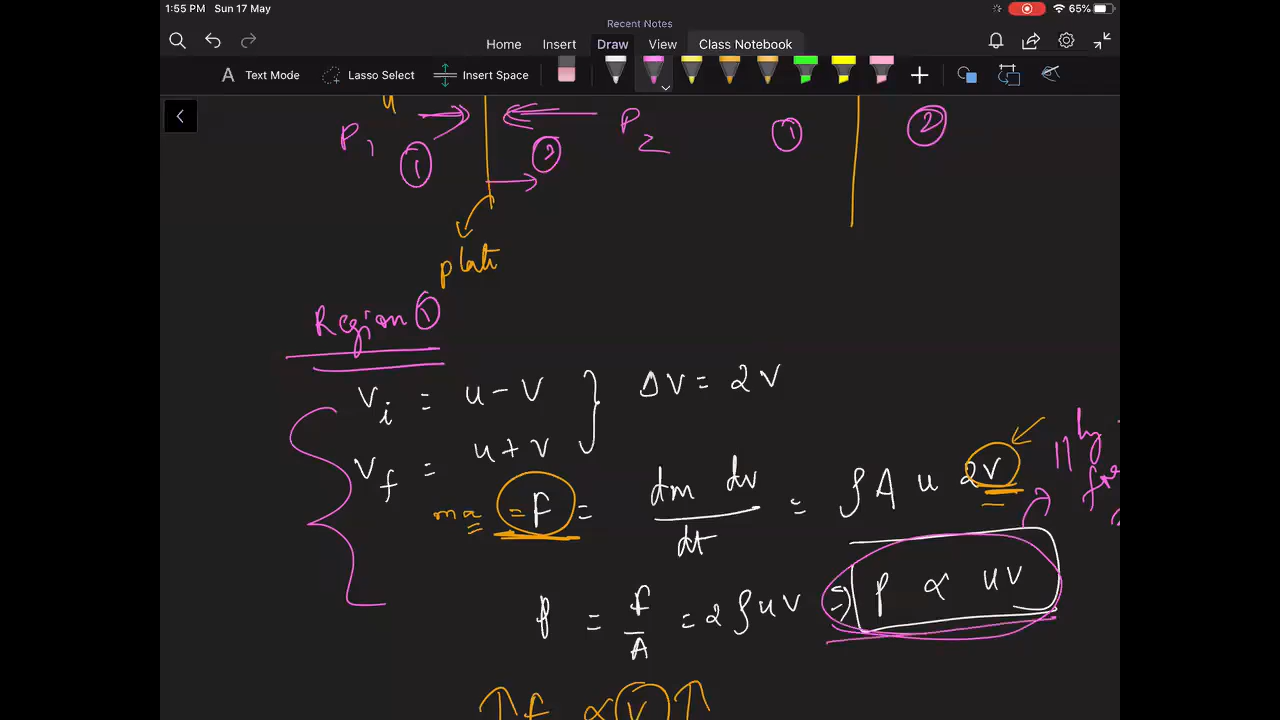 1:55 PM Sun 17 May
65%
Recent Notes
Home Insert Draw View Class Notebook
Text Mode Lasso Select Insert Space
u
P1 P2
① ② ① ②
plate
Region ①
Vi = u - V } ΔV = 2V
Vf = u + v
ma = F = dm dv / dt = ρ A u 2V
p = F/A = 2 ρ u v ⇒ p ∝ uv
↑ f ∝ v ↑